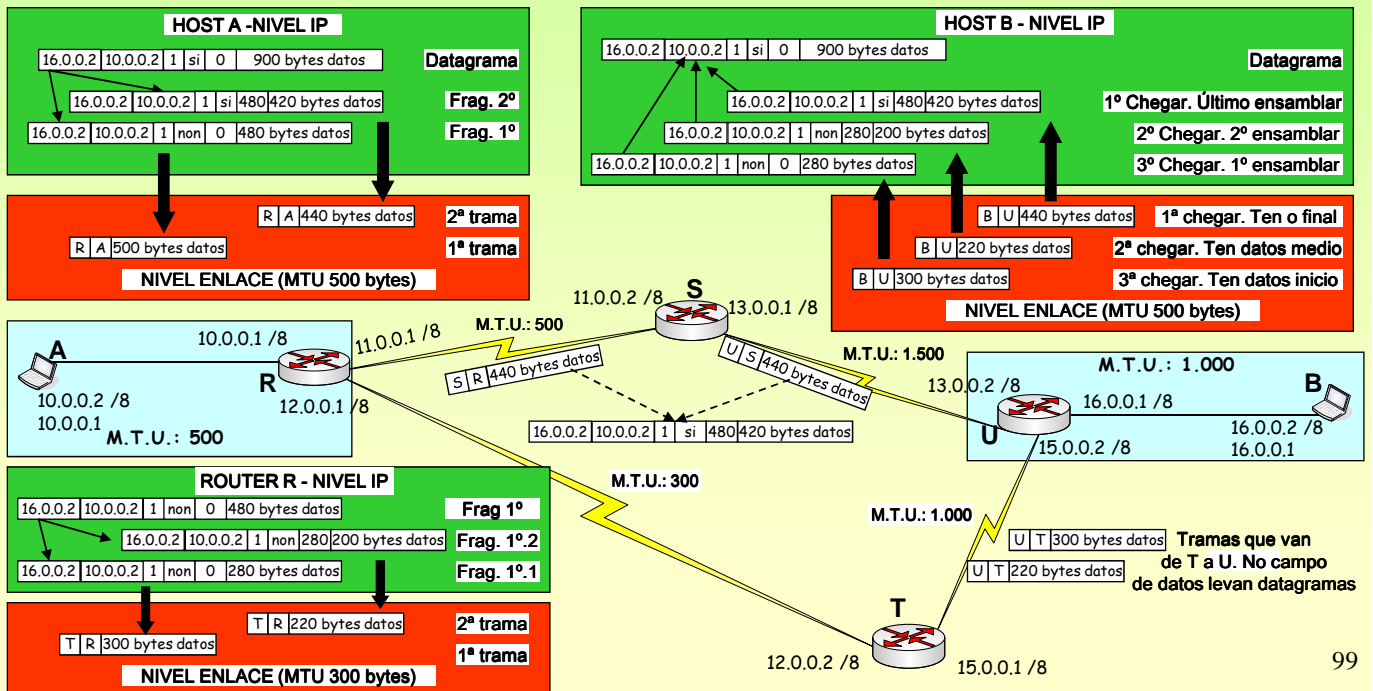 HOST A -NIVEL IP
16.0.0.2 10.0.0.2 1 si 0 900 bytes datos Datagrama
16.0.0.2 10.0.0.2 1 si 480 420 bytes datos Frag. 2º
16.0.0.2 10.0.0.2 1 non 0 480 bytes datos Frag. 1º
R A 440 bytes datos 2ª trama
R A 500 bytes datos 1ª trama
NIVEL ENLACE (MTU 500 bytes)
HOST B - NIVEL IP
16.0.0.2 10.0.0.2 1 si 0 900 bytes datos Datagrama
16.0.0.2 10.0.0.2 1 si 480 420 bytes datos 1º Chegar. Último ensamblar
16.0.0.2 10.0.0.2 1 non 280 200 bytes datos 2º Chegar. 2º ensamblar
16.0.0.2 10.0.0.2 1 non 0 280 bytes datos 3º Chegar. 1º ensamblar
B U 440 bytes datos 1ª chegar. Ten o final
B U 220 bytes datos 2ª chegar. Ten datos medio
B U 300 bytes datos 3ª chegar. Ten datos inicio
NIVEL ENLACE (MTU 500 bytes)
A
10.0.0.2 /8
10.0.0.1
M.T.U.: 500
10.0.0.1 /8
R
11.0.0.1 /8
12.0.0.1 /8
M.T.U.: 500
S R 440 bytes datos
11.0.0.2 /8
S
13.0.0.1 /8
U S 440 bytes datos
M.T.U.: 1.500
16.0.0.2 10.0.0.2 1 si 480 420 bytes datos
M.T.U.: 1.000
13.0.0.2 /8
U
16.0.0.1 /8
15.0.0.2 /8
B
16.0.0.2 /8
16.0.0.1
M.T.U.: 300
M.T.U.: 1.000
U T 300 bytes datos
U T 220 bytes datos
Tramas que van
de T a U. No campo
de datos levan datagramas
T
12.0.0.2 /8
15.0.0.1 /8
ROUTER R - NIVEL IP
16.0.0.2 10.0.0.2 1 non 0 480 bytes datos Frag 1º
16.0.0.2 10.0.0.2 1 non 280 200 bytes datos Frag. 1º.2
16.0.0.2 10.0.0.2 1 non 0 280 bytes datos Frag. 1º.1
T R 220 bytes datos 2ª trama
T R 300 bytes datos 1ª trama
NIVEL ENLACE (MTU 300 bytes)
99